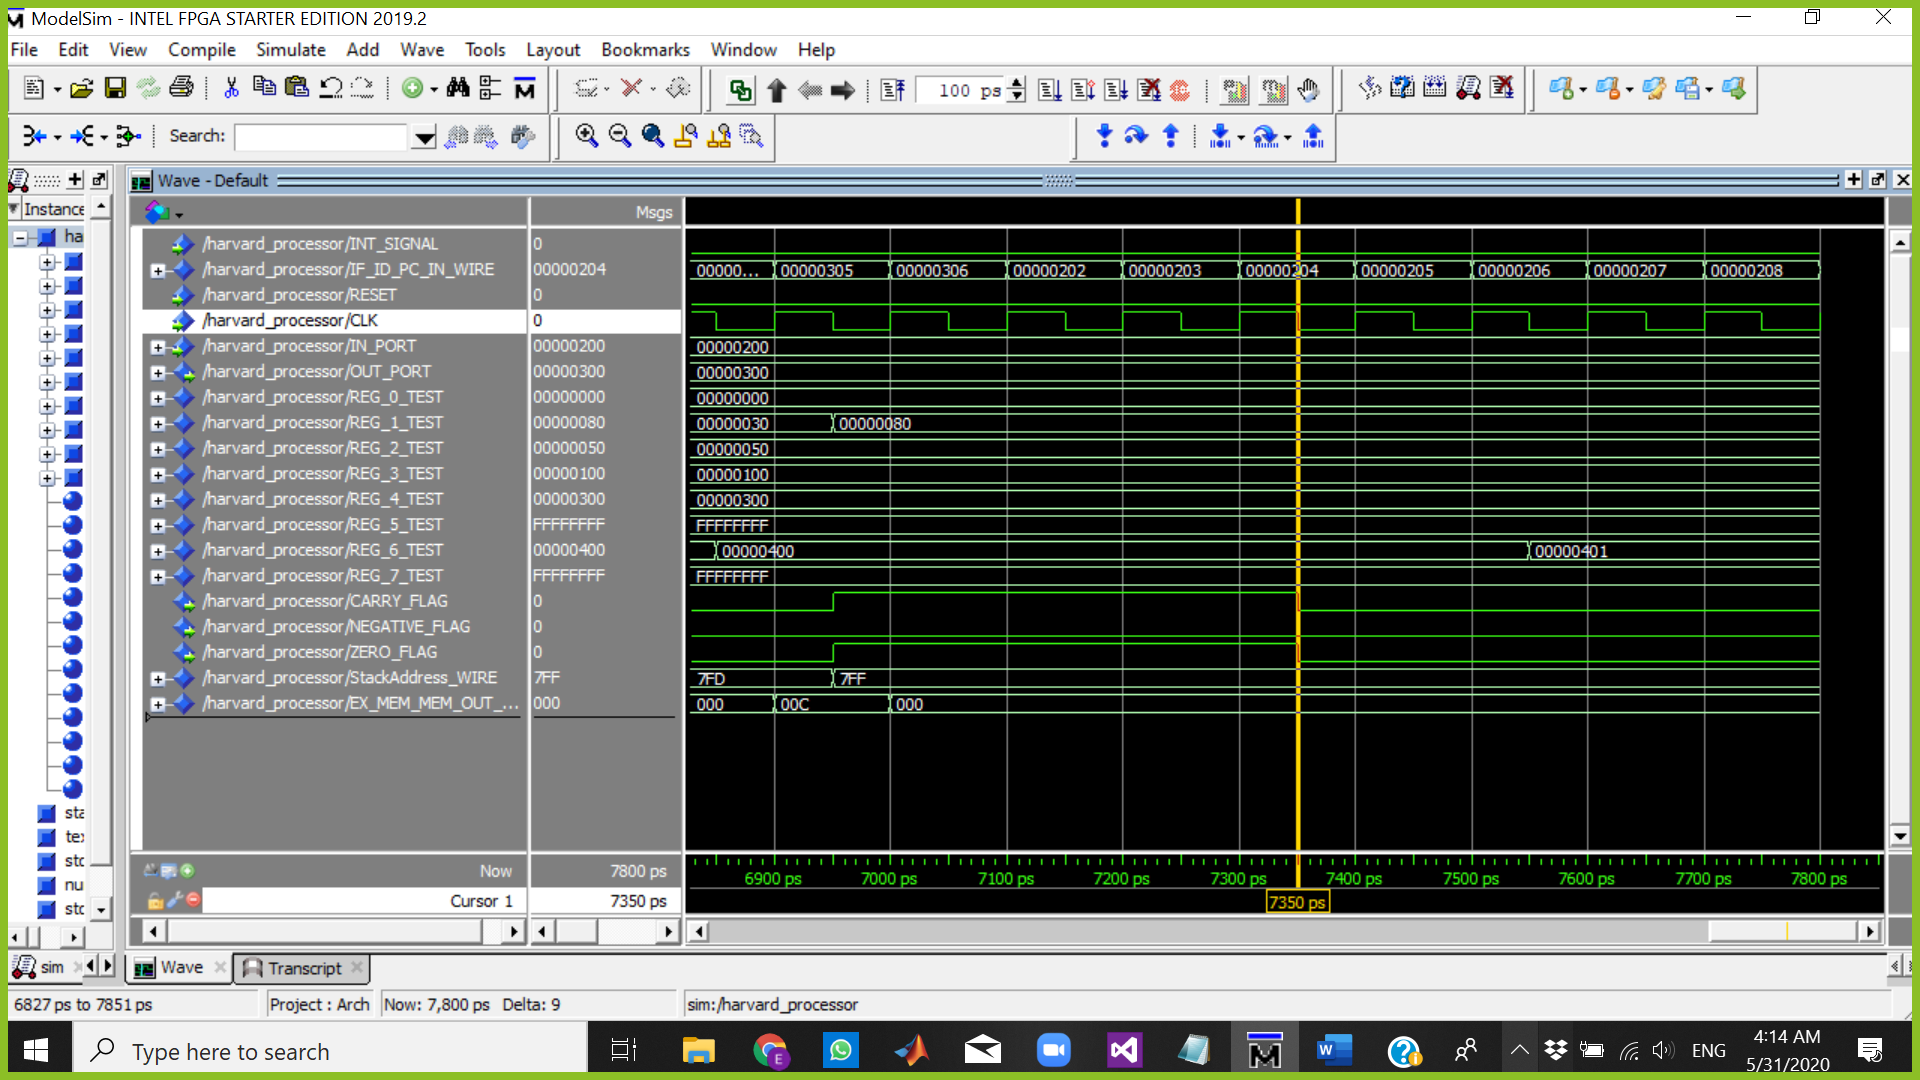 ModelSim - INTEL FPGA STARTER EDITION 2019.2
File Edit View Compile Simulate Add Wave Tools Layout Bookmarks Window Help
100 ps
Search:
Wave - Default
Instance
Msgs
ha
/harvard_processor/INT_SIGNAL 0
/harvard_processor/IF_ID_PC_IN_WIRE 00000204 00000... 00000305 00000306 00000202 00000203 00000204 00000205 00000206 00000207 00000208
/harvard_processor/RESET 0
/harvard_processor/CLK 0
/harvard_processor/IN_PORT 00000200 00000200
/harvard_processor/OUT_PORT 00000300 00000300
/harvard_processor/REG_0_TEST 00000000 00000000
/harvard_processor/REG_1_TEST 00000080 00000030 00000080
/harvard_processor/REG_2_TEST 00000050 00000050
/harvard_processor/REG_3_TEST 00000100 00000100
/harvard_processor/REG_4_TEST 00000300 00000300
/harvard_processor/REG_5_TEST FFFFFFFF FFFFFFFF
/harvard_processor/REG_6_TEST 00000400 00000400 00000401
/harvard_processor/REG_7_TEST FFFFFFFF FFFFFFFF
/harvard_processor/CARRY_FLAG 0
/harvard_processor/NEGATIVE_FLAG 0
/harvard_processor/ZERO_FLAG 0
/harvard_processor/StackAddress_WIRE 7FF 7FD 7FF
/harvard_processor/EX_MEM_MEM_OUT_... 000 000 00C 000
sta
tex
std
nu
std
Now 7800 ps 6900 ps 7000 ps 7100 ps 7200 ps 7300 ps 7400 ps 7500 ps 7600 ps 7700 ps 7800 ps
Cursor 1 7350 ps 7350 ps
sim Wave Transcript
6827 ps to 7851 ps Project : Arch Now: 7,800 ps Delta: 9 sim:/harvard_processor
Type here to search
ENG
4:14 AM
5/31/2020